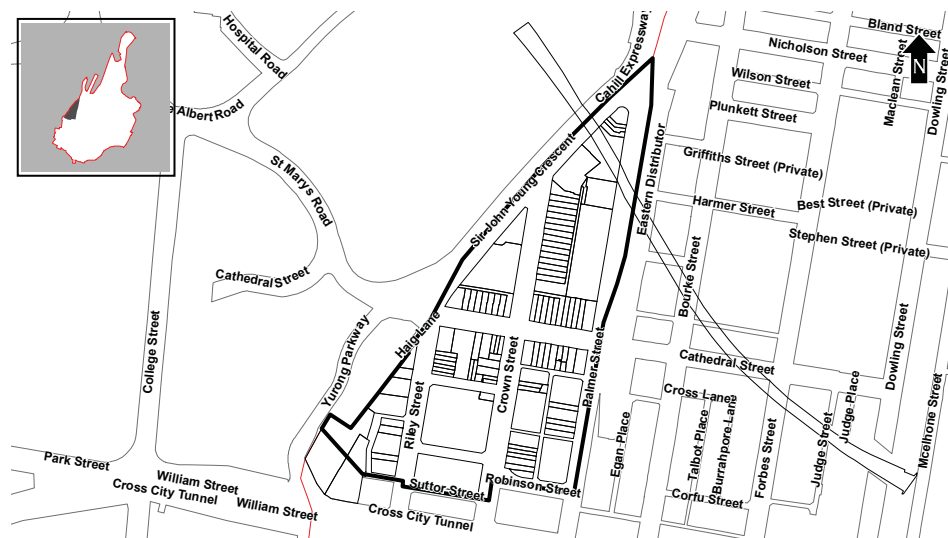 Bland Street
Hospital Road
Cahill Expressway
Nicholson Street
Maclean Street
Dowling Street
N
Wilson Street
e Albert Road
Plunkett Street
Sir John Young Crescent
Eastern Distributor
Griffiths Street (Private)
St Marys Road
Harmer Street
Best Street (Private)
Stephen Street (Private)
Cathedral Street
Bourke Street
College Street
Yurong Parkway
Haig Lane
Crown Street
Palmer Street
Cathedral Street
Dowling Street
Cross Lane
Judge Place
Mcelhone Street
Riley Street
Egan Place
Talbot Place
Burrahpore Lane
Forbes Street
Judge Street
Park Street
William Street
Cross City Tunnel
William Street
Suttor Street
Robinson Street
Corfu Street
Cross City Tunnel